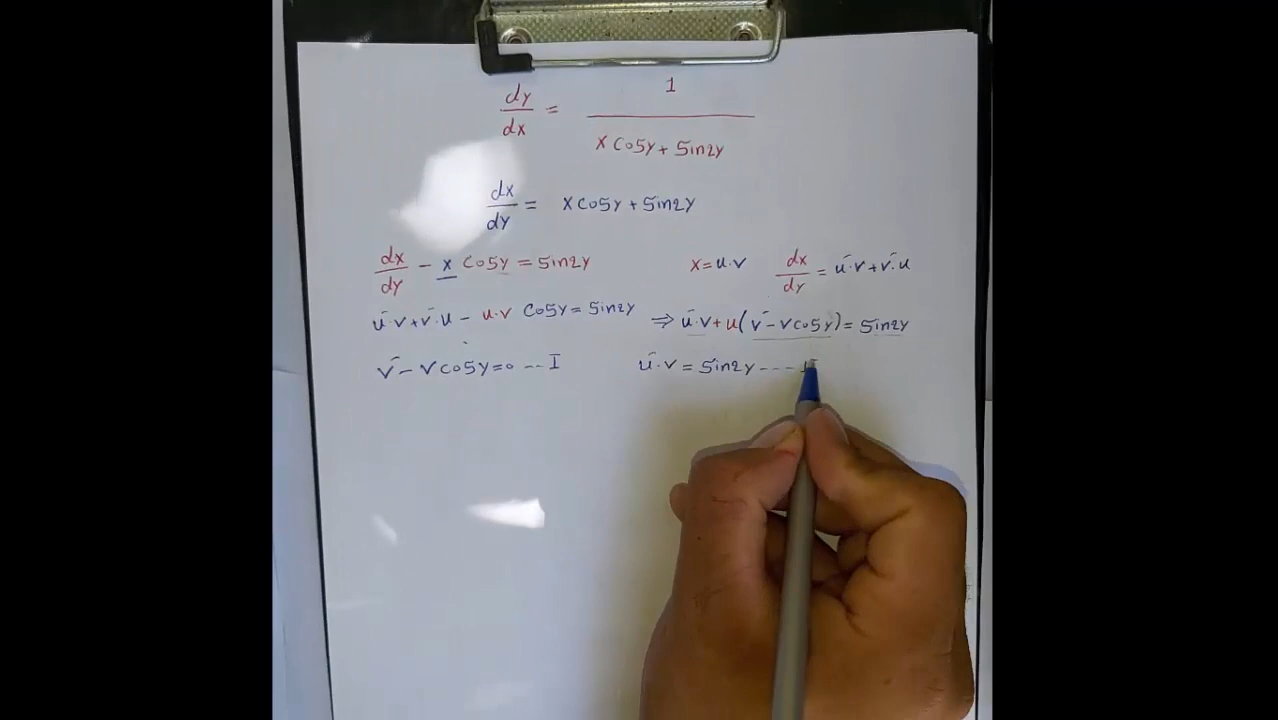 dy/dx = 1/(x cosy + sin2y)
dx/dy = x cosy + sin2y
dx/dy - x cosy = sin2y    x = u·v    dx/dy = u̅·v + v̅·u
u̅·v + v̅·u - u·v cosy = sin2y ⇒ u̅·v + u(v̅ - v cosy) = sin2y
v̅ - v cosy = 0 --- I    u̅·v = sin2y ----